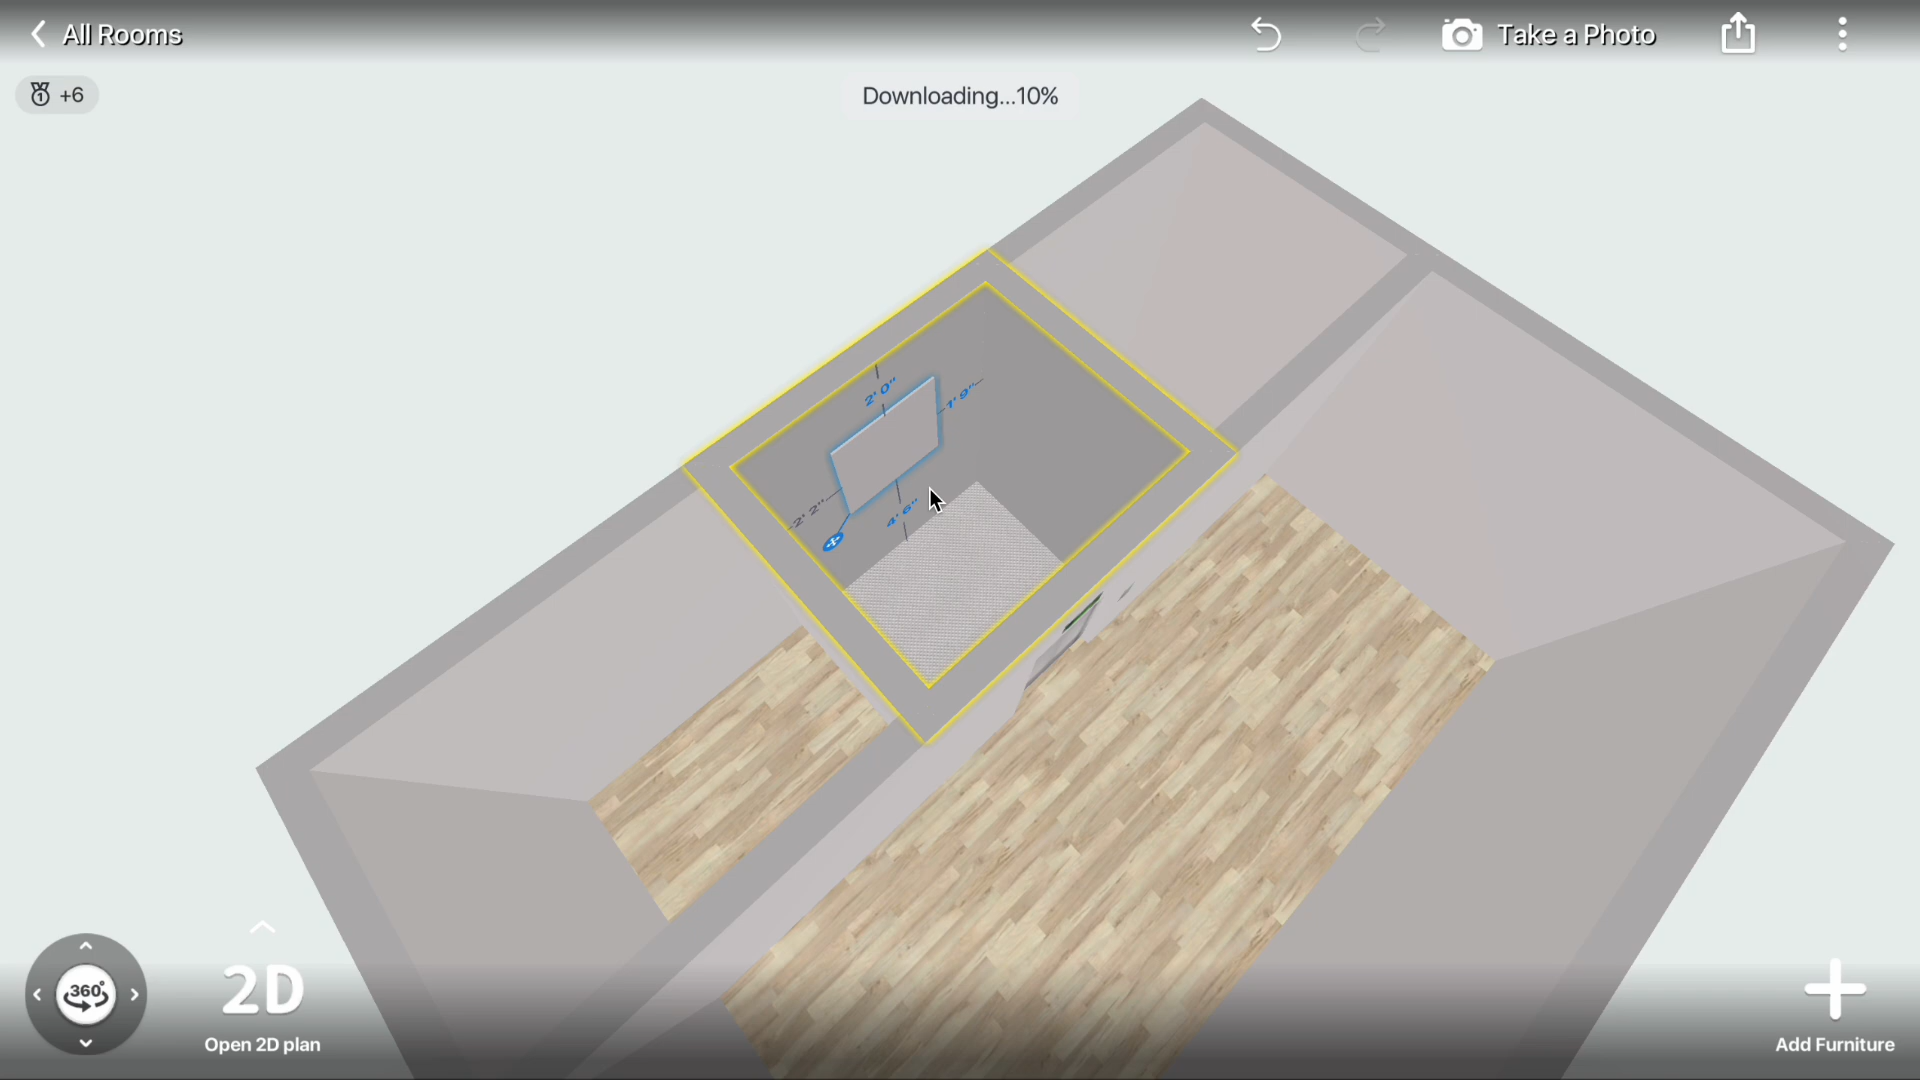 All Rooms
Take a Photo
1 +6
Downloading...10%
2' 0"
1' 9"
2' 2"
4' 6"
360°
2D
Open 2D plan
Add Furniture